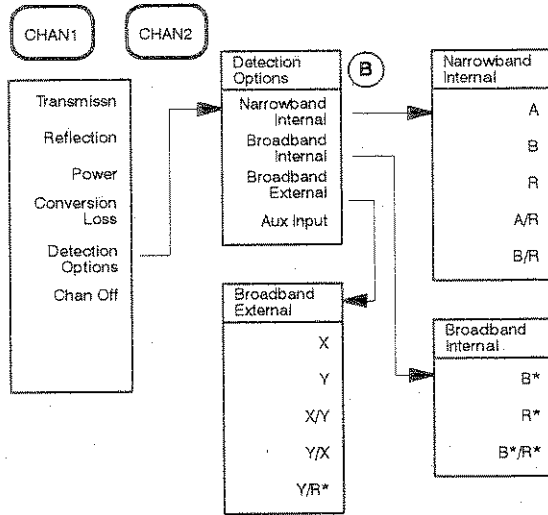 CHAN1
CHAN2
Transmissn
Reflection
Power
Conversion
Loss
Detection
Options
Chan Off
Detection
Options
B
Narrowband
Internal
Broadband
Internal
Broadband
External
Aux Input
Narrowband
Internal
A
B
R
A/R
B/R
Broadband
External
X
Y
X/Y
Y/X
Y/R*
Broadband
Internal
B*
R*
B*/R*